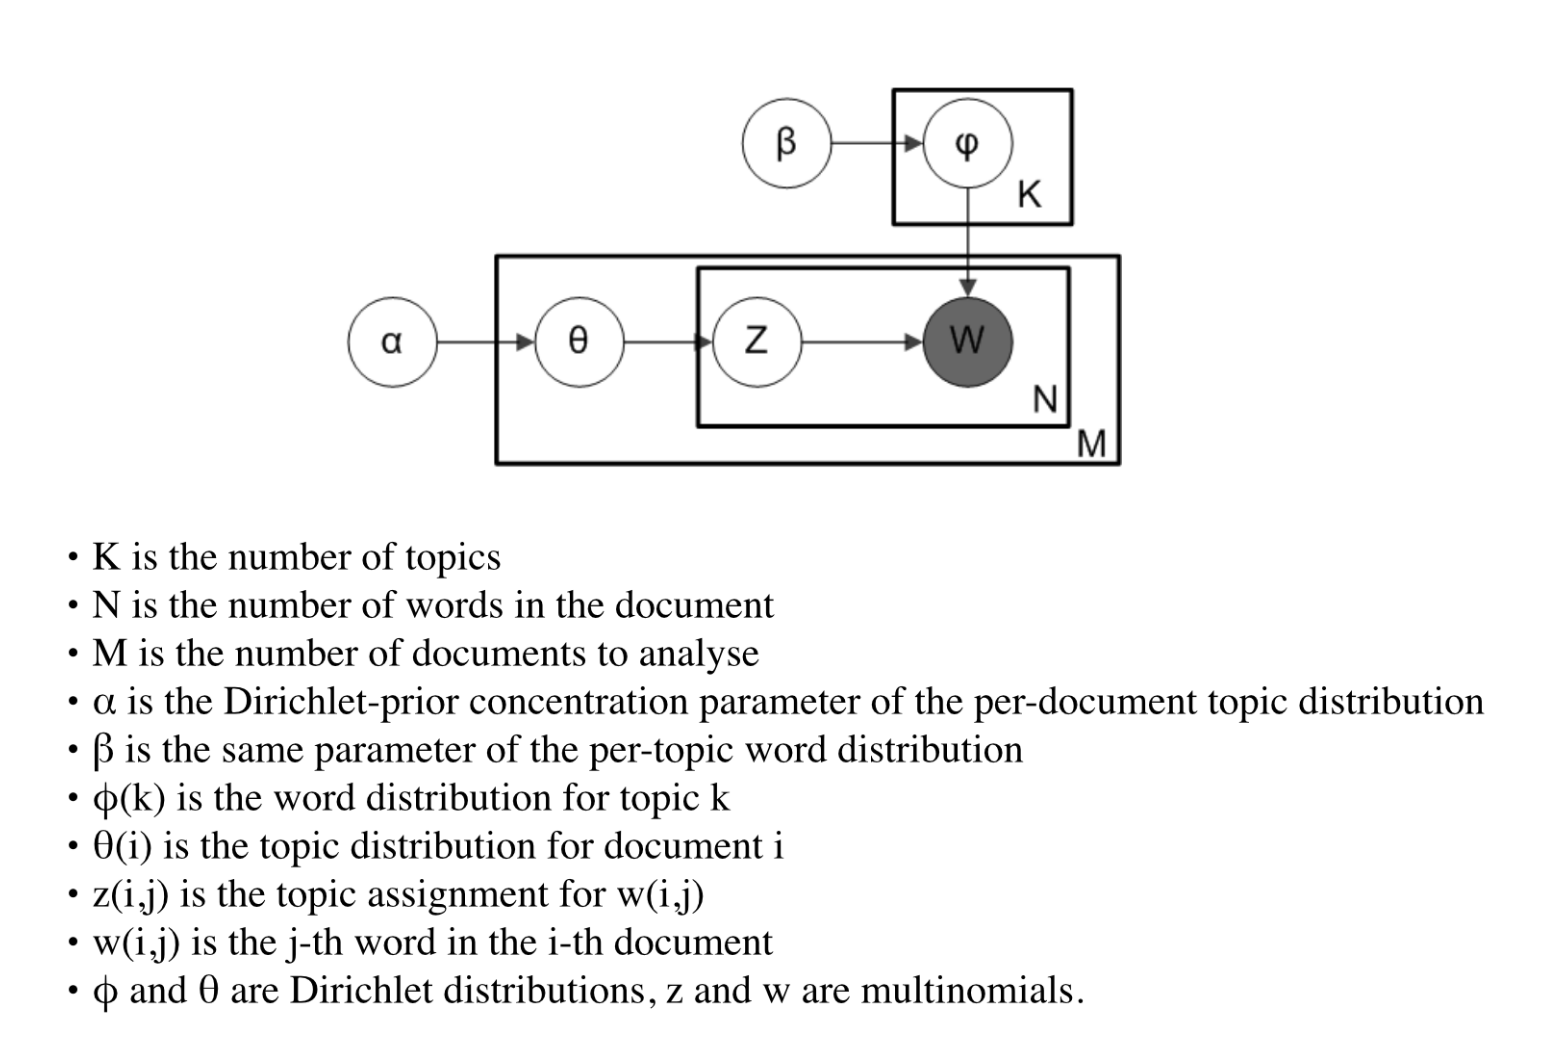 β
φ
K
α
θ
Z
W
N
M
• K is the number of topics
• N is the number of words in the document
• M is the number of documents to analyse
• α is the Dirichlet-prior concentration parameter of the per-document topic distribution
• β is the same parameter of the per-topic word distribution
• ϕ(k) is the word distribution for topic k
• θ(i) is the topic distribution for document i
• z(i,j) is the topic assignment for w(i,j)
• w(i,j) is the j-th word in the i-th document
• ϕ and θ are Dirichlet distributions, z and w are multinomials.